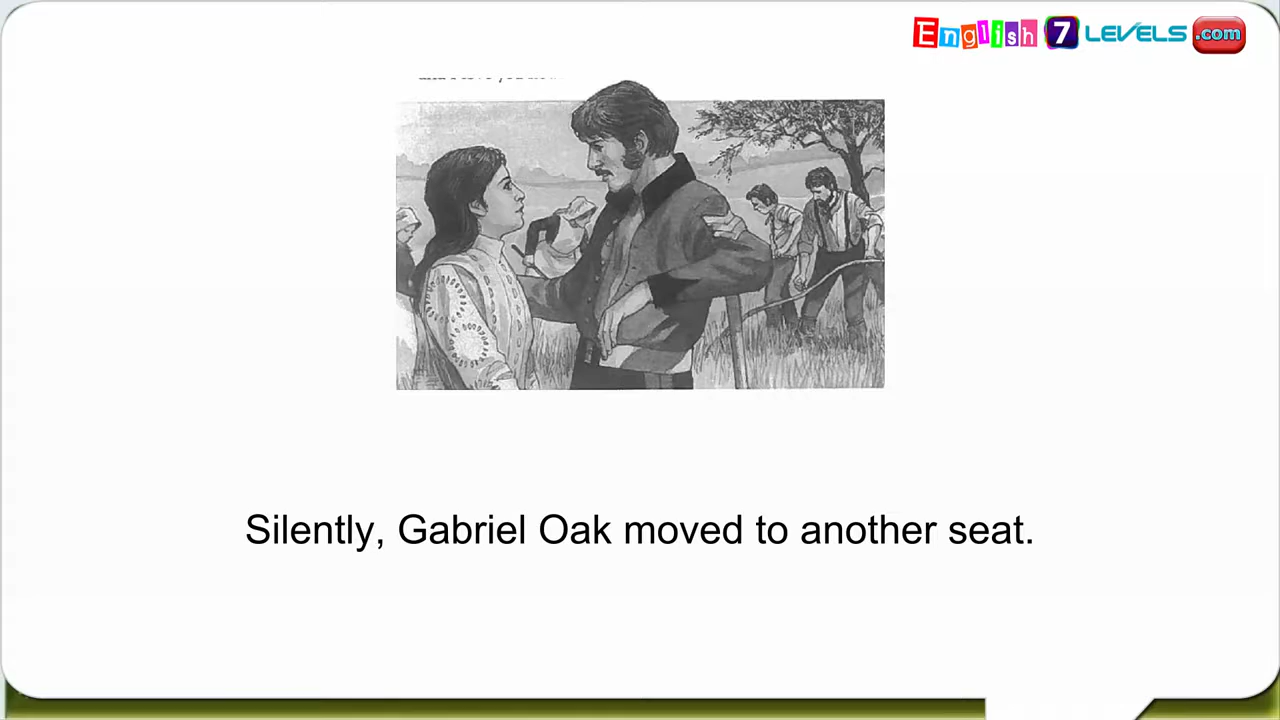 English 7 LEVELS .com
Silently, Gabriel Oak moved to another seat.